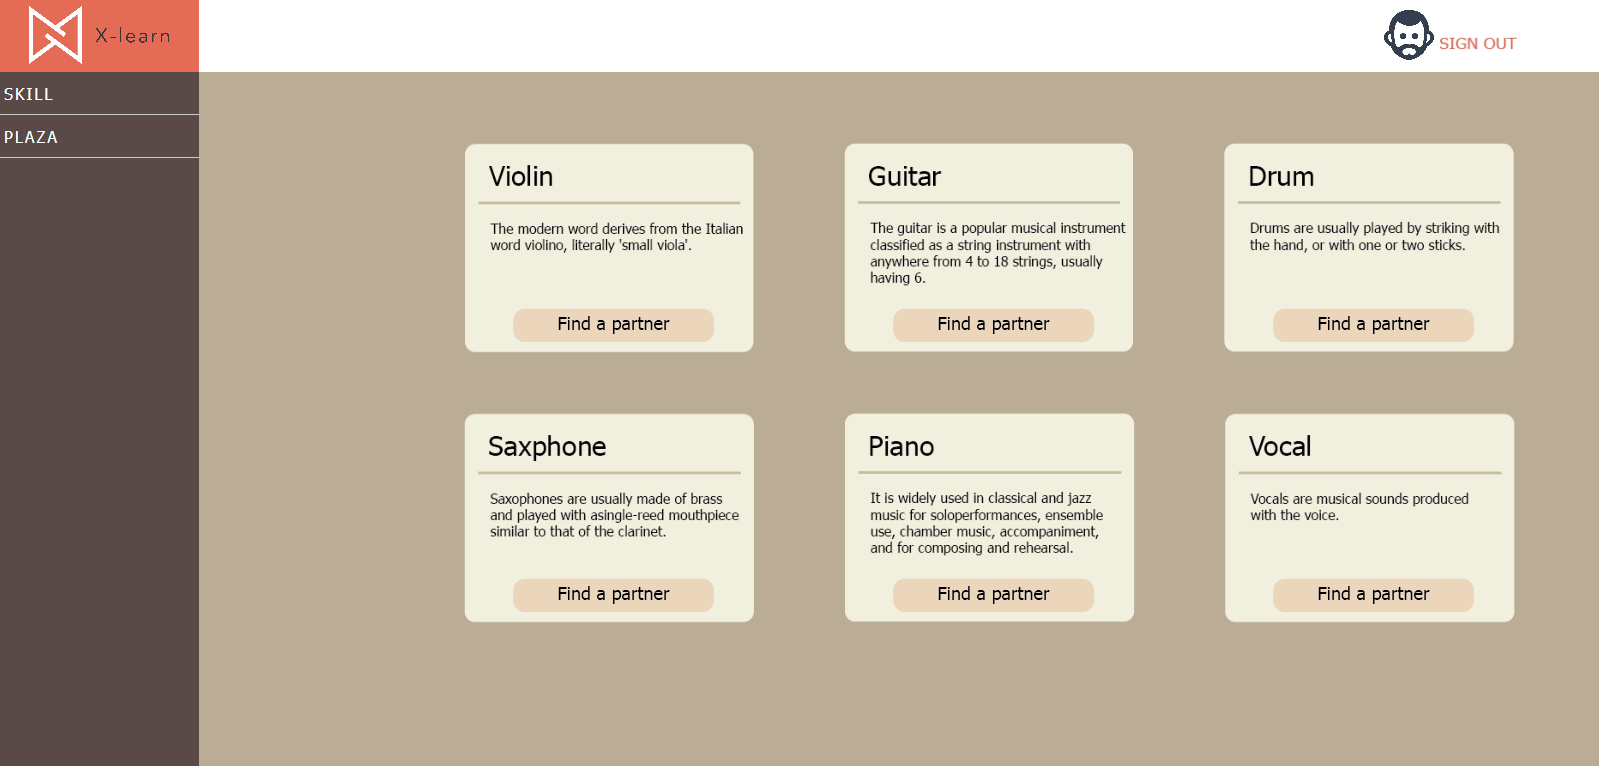 X-learn
SIGN OUT
SKILL
PLAZA
Violin
The modern word derives from the Italian
word violino, literally 'small viola'.
Find a partner
Guitar
The guitar is a popular musical instrument
classified as a string instrument with
anywhere from 4 to 18 strings, usually
having 6.
Find a partner
Drum
Drums are usually played by striking with
the hand, or with one or two sticks.
Find a partner
Saxphone
Saxophones are usually made of brass
and played with asingle-reed mouthpiece
similar to that of the clarinet.
Find a partner
Piano
It is widely used in classical and jazz
music for soloperformances, ensemble
use, chamber music, accompaniment,
and for composing and rehearsal.
Find a partner
Vocal
Vocals are musical sounds produced
with the voice.
Find a partner